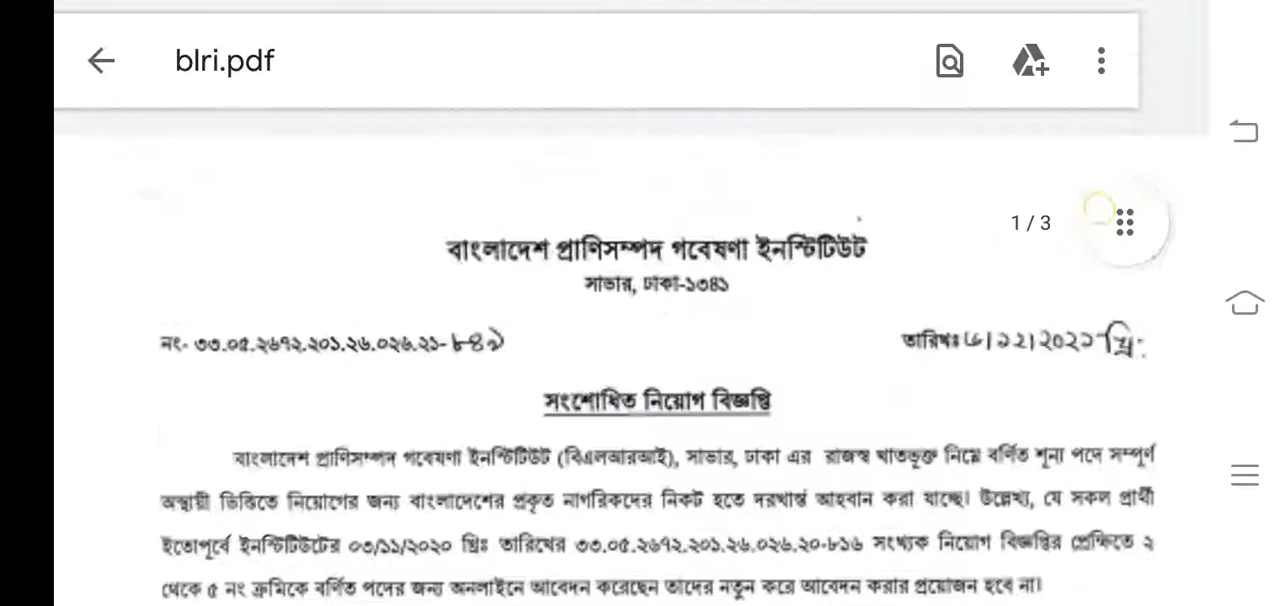 blri.pdf
1 / 3
বাংলাদেশ প্রাণিসম্পদ গবেষণা ইনস্টিটিউট
সাভার, ঢাকা-১৩৪১
নং- ৩৩.০৫.২৬৭২.২০১.২৬.০২৬.২১-৮৪৯
তারিখঃ ৬/১২/২০২১ খ্রি:
সংশোধিত নিয়োগ বিজ্ঞপ্তি
বাংলাদেশ প্রাণিসম্পদ গবেষণা ইনস্টিটিউট (বিএলআরআই), সাভার, ঢাকা এর রাজস্ব খাতভুক্ত নিম্নে বর্ণিত শূন্য পদে সম্পূর্ণ
অস্থায়ী ভিত্তিতে নিয়োগের জন্য বাংলাদেশের প্রকৃত নাগরিকদের নিকট হতে দরখাস্ত আহবান করা যাচ্ছে। উল্লেখ্য, যে সকল প্রার্থী
ইতোপূর্বে ইনস্টিটিউটের ০৩/১১/২০২০ খ্রিঃ তারিখের ৩৩.০৫.২৬৭২.২০১.২৬.০২৬.২০-৮১৬ সংখ্যক নিয়োগ বিজ্ঞপ্তির প্রেক্ষিতে ২
থেকে ৫ নং ক্রমিকে বর্ণিত পদের জন্য অনলাইনে আবেদন করেছেন তাদের নতুন করে আবেদন করার প্রয়োজন হবে না।